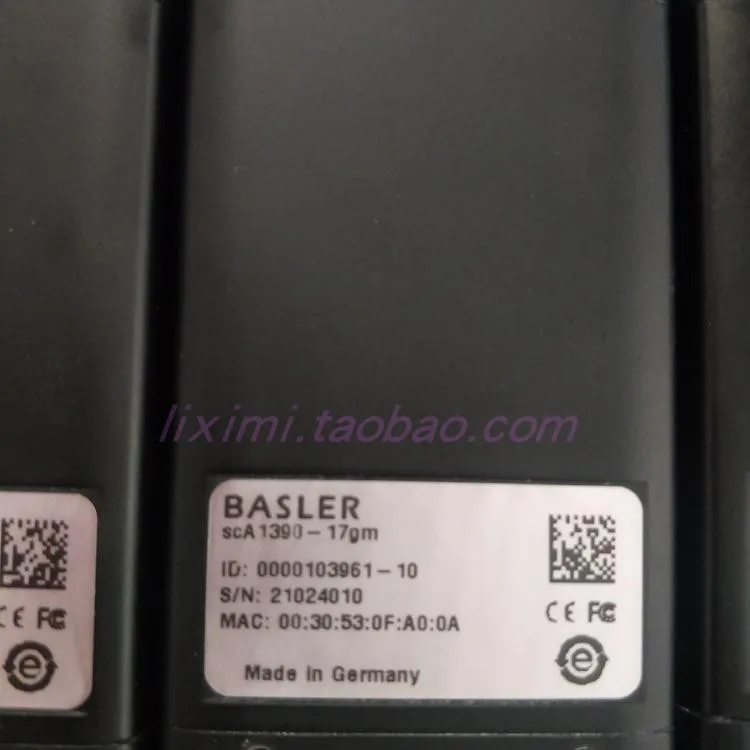 liximi.taobao.com
BASLER
scA1390-17gm
ID: 0000103961-10
S/N: 21024010
MAC: 00:30:53:0F:A0:0A
CE FC
CE FC
e
e
Made in Germany